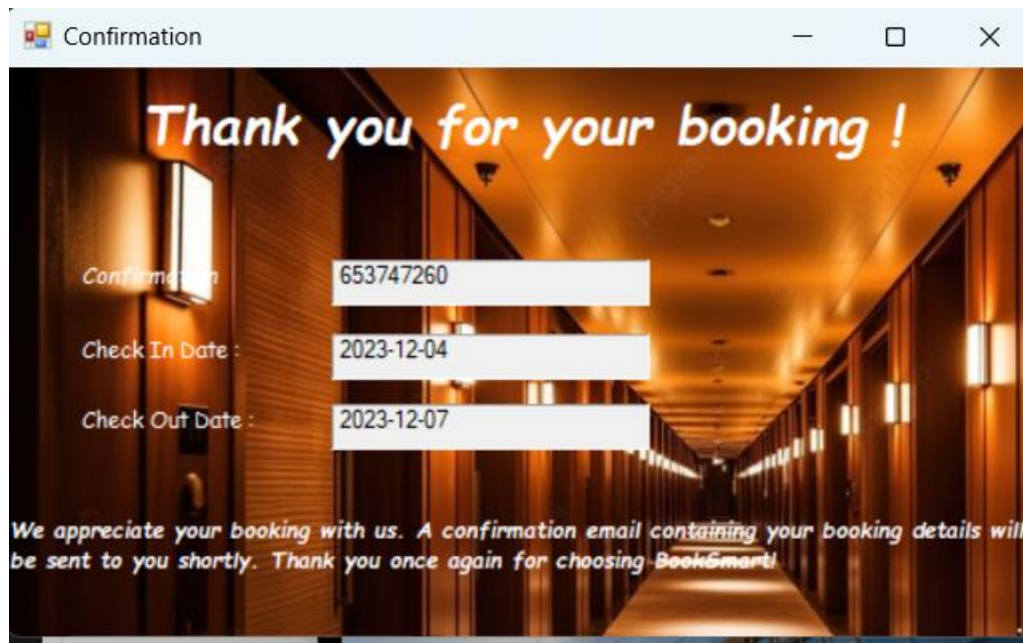 Confirmation
Thank you for your booking !
Confirmation
653747260
Check In Date :
2023-12-04
Check Out Date :
2023-12-07
We appreciate your booking with us. A confirmation email containing your booking details will
be sent to you shortly. Thank you once again for choosing BookSmart!